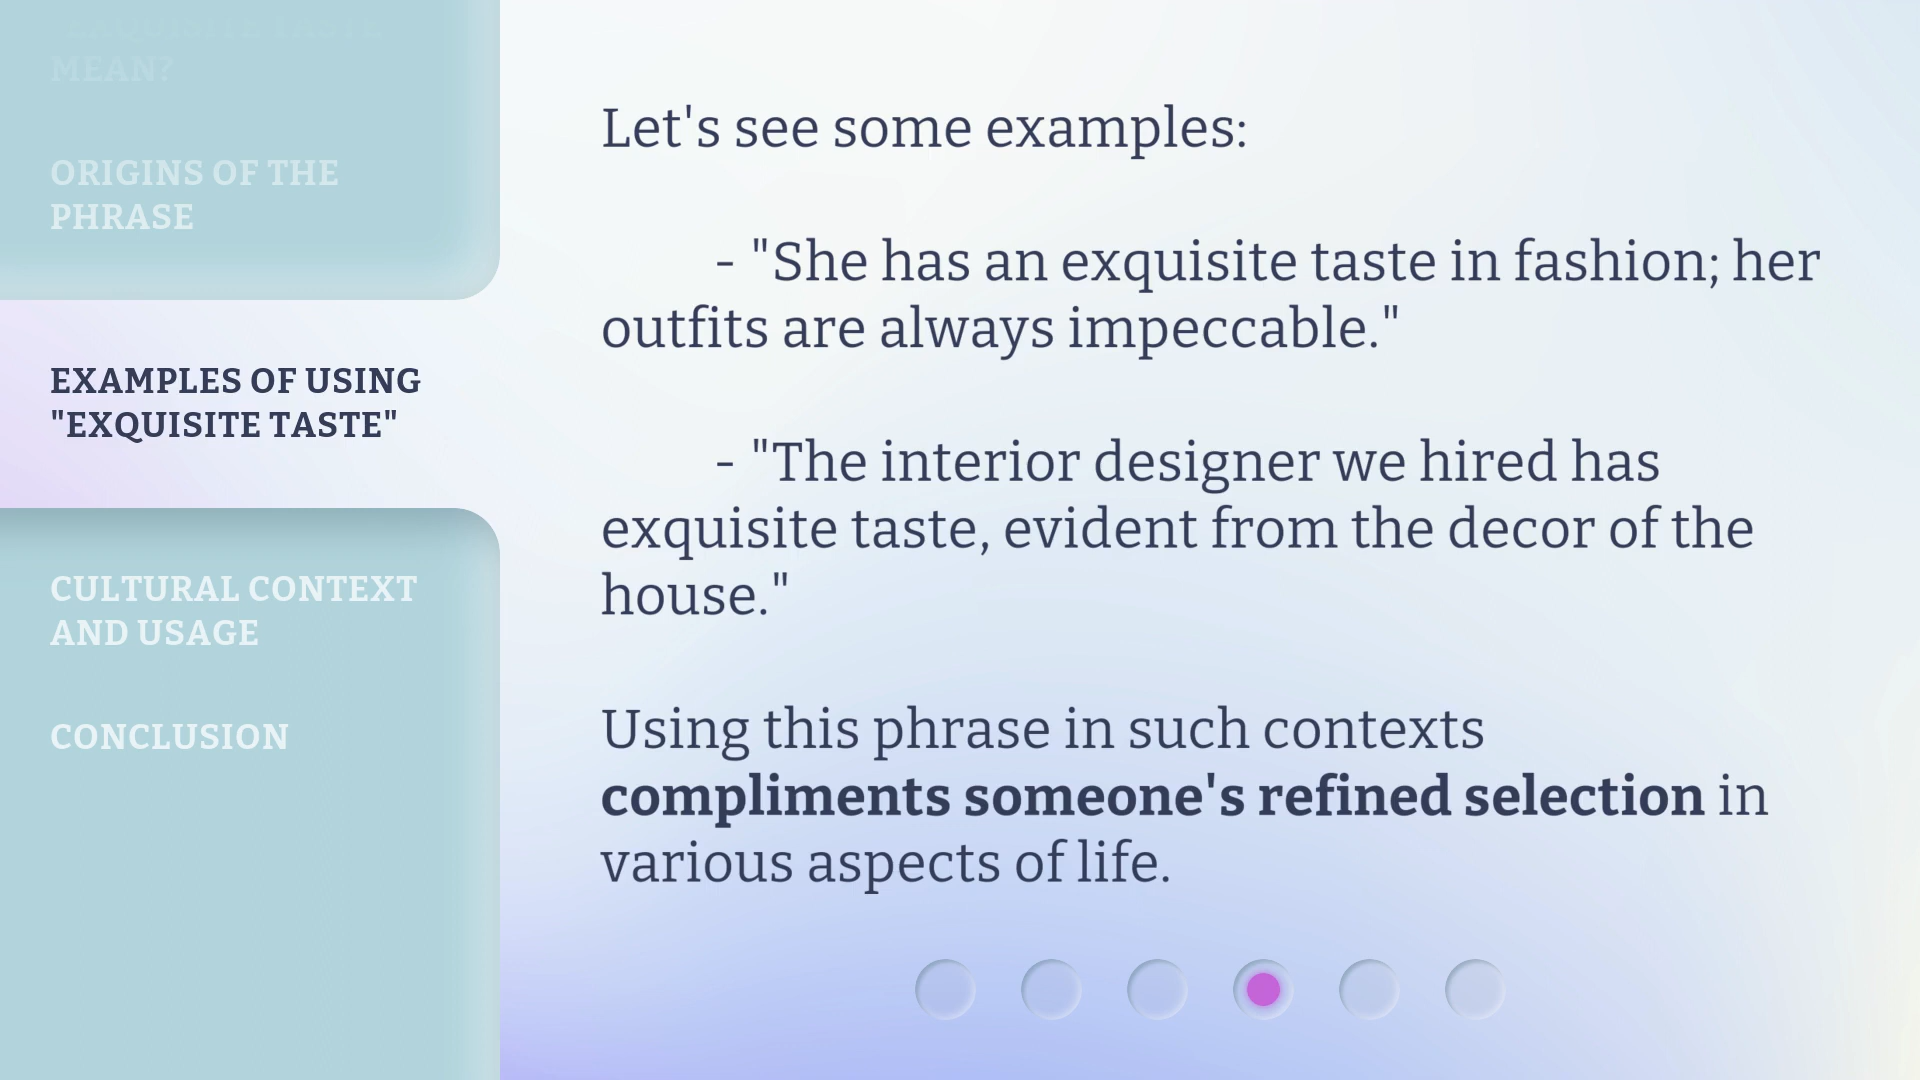 "EXQUISITE TASTE"
MEAN?
ORIGINS OF THE
PHRASE
EXAMPLES OF USING
"EXQUISITE TASTE"
CULTURAL CONTEXT
AND USAGE
CONCLUSION
Let's see some examples:
- "She has an exquisite taste in fashion; her
outfits are always impeccable."
- "The interior designer we hired has
exquisite taste, evident from the decor of the
house."
Using this phrase in such contexts
compliments someone's refined selection in
various aspects of life.